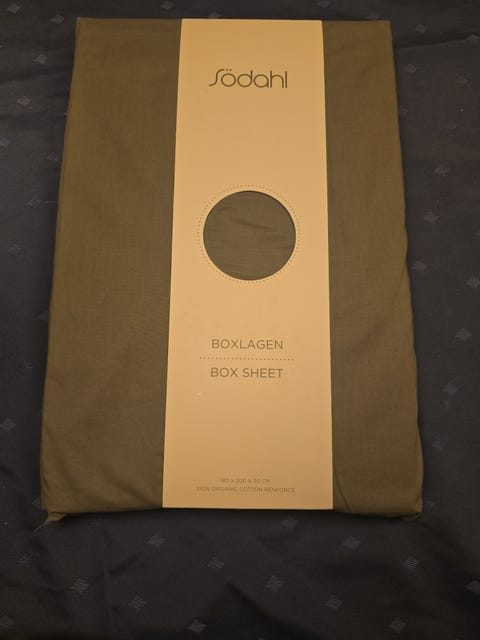 Södahl
BOXLAGEN
BOX SHEET
180 X 200 X 30 CM
100% ORGANIC COTTON RENFORCE